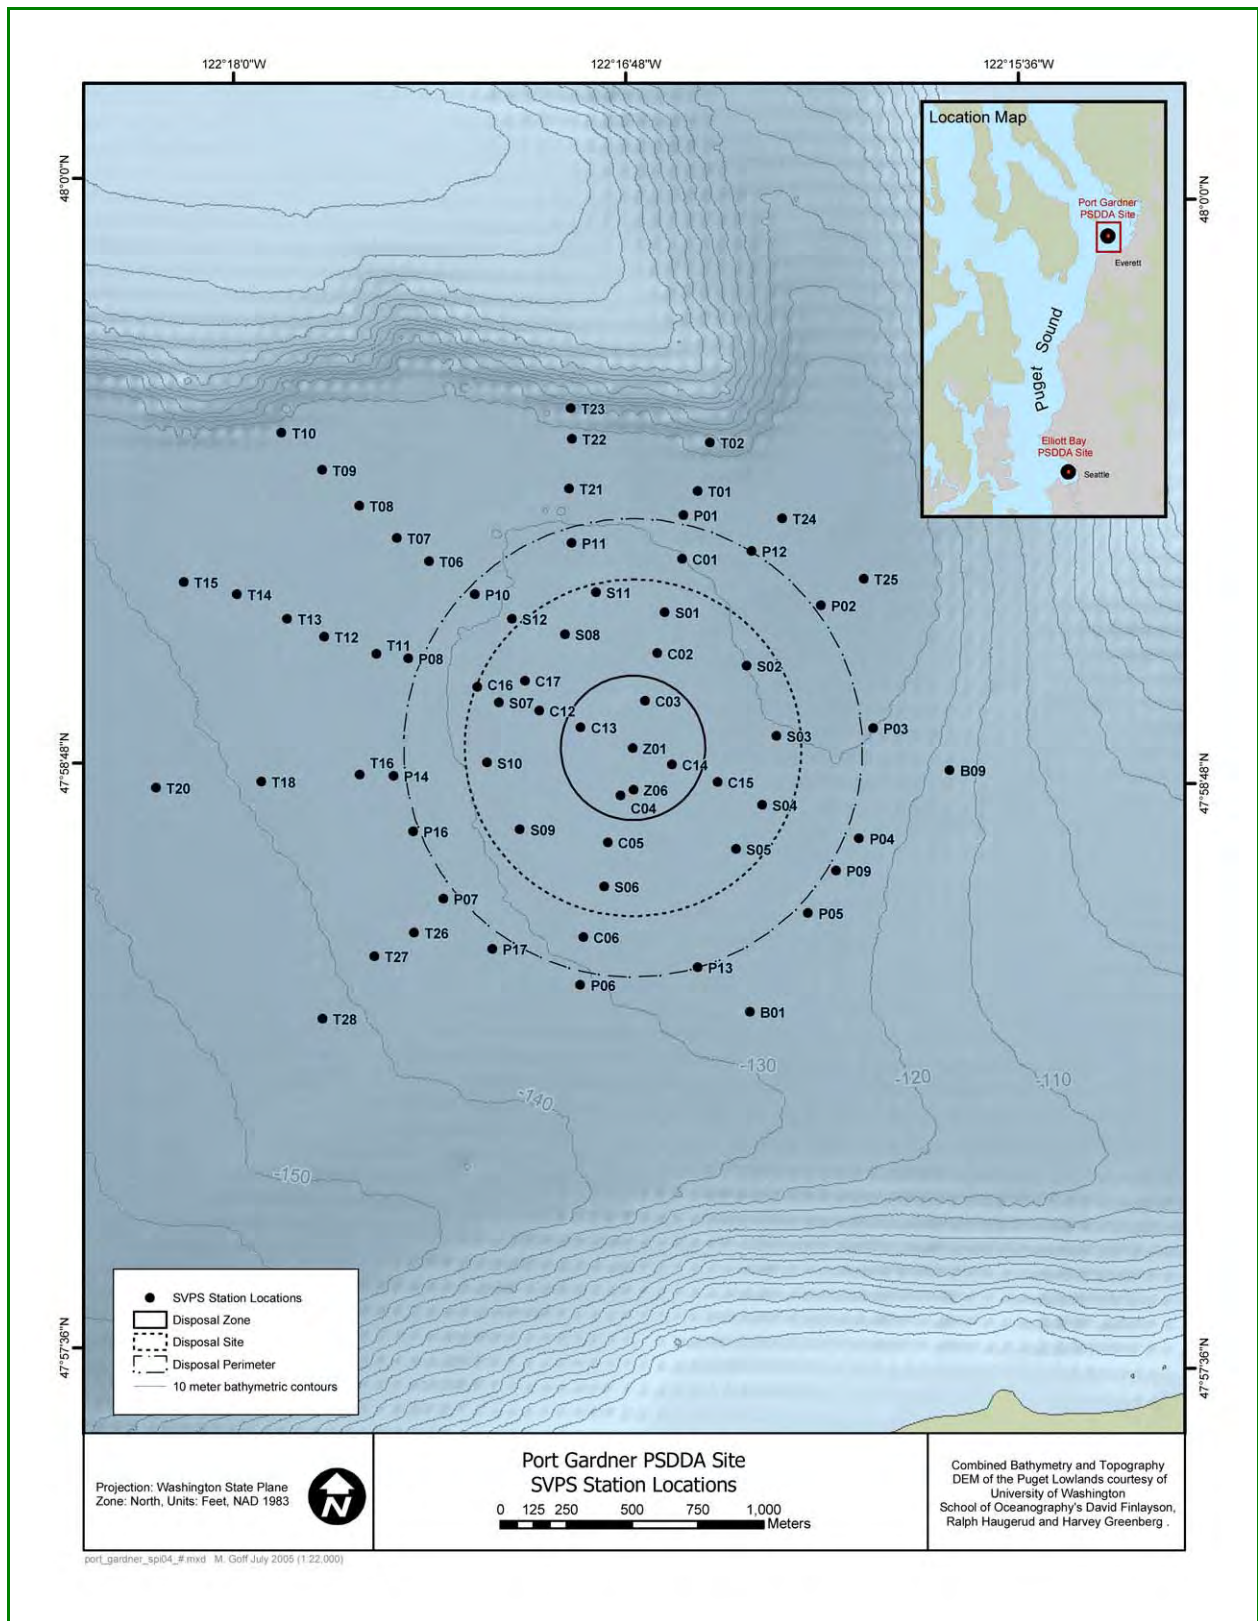 122°18'0"W
122°16'48"W
122°15'36"W
48°0'0"N
48°0'0"N
Location Map
Port Gardner
PSDDA Site
Everett
Puget Sound
Elliott Bay
PSDDA Site
Seattle
T23
T10
T22
T02
T09
T21
T01
T08
P01
T24
T07
P11
P12
T06
C01
T25
T15
T14
P10
S11
P02
T13
S12
S01
T12
S08
T11
C02
P08
S02
C17
C16
S07
C03
C12
C13
P03
S03
Z01
47°58'48"N
S10
C14
B09
47°58'48"N
T16
P14
T18
C15
T20
Z06
C04
S04
S09
P16
P04
C05
S05
P09
S06
P07
P05
T26
C06
P17
T27
P13
P06
B01
T28
-130
-120
-110
-140
-150
SVPS Station Locations
Disposal Zone
Disposal Site
Disposal Perimeter
10 meter bathymetric contours
47°57'36"N
47°57'36"N
Projection: Washington State Plane
Zone: North, Units: Feet, NAD 1983
N
Port Gardner PSDDA Site
SVPS Station Locations
0 125 250 500 750 1,000
Meters
Combined Bathymetry and Topography
DEM of the Puget Lowlands courtesy of
University of Washington
School of Oceanography's David Finlayson,
Ralph Haugerud and Harvey Greenberg .
port_gardner_spi04_#.mxd M. Goff July 2005 (1:22,000)